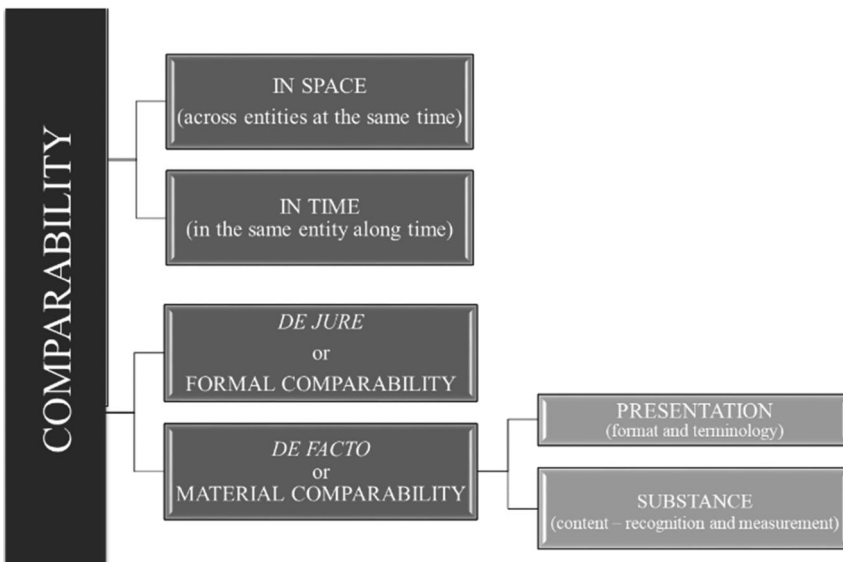 COMPARABILITY
IN SPACE
(across entities at the same time)
IN TIME
(in the same entity along time)
DE JURE
or
FORMAL COMPARABILITY
DE FACTO
or
MATERIAL COMPARABILITY
PRESENTATION
(format and terminology)
SUBSTANCE
(content – recognition and measurement)